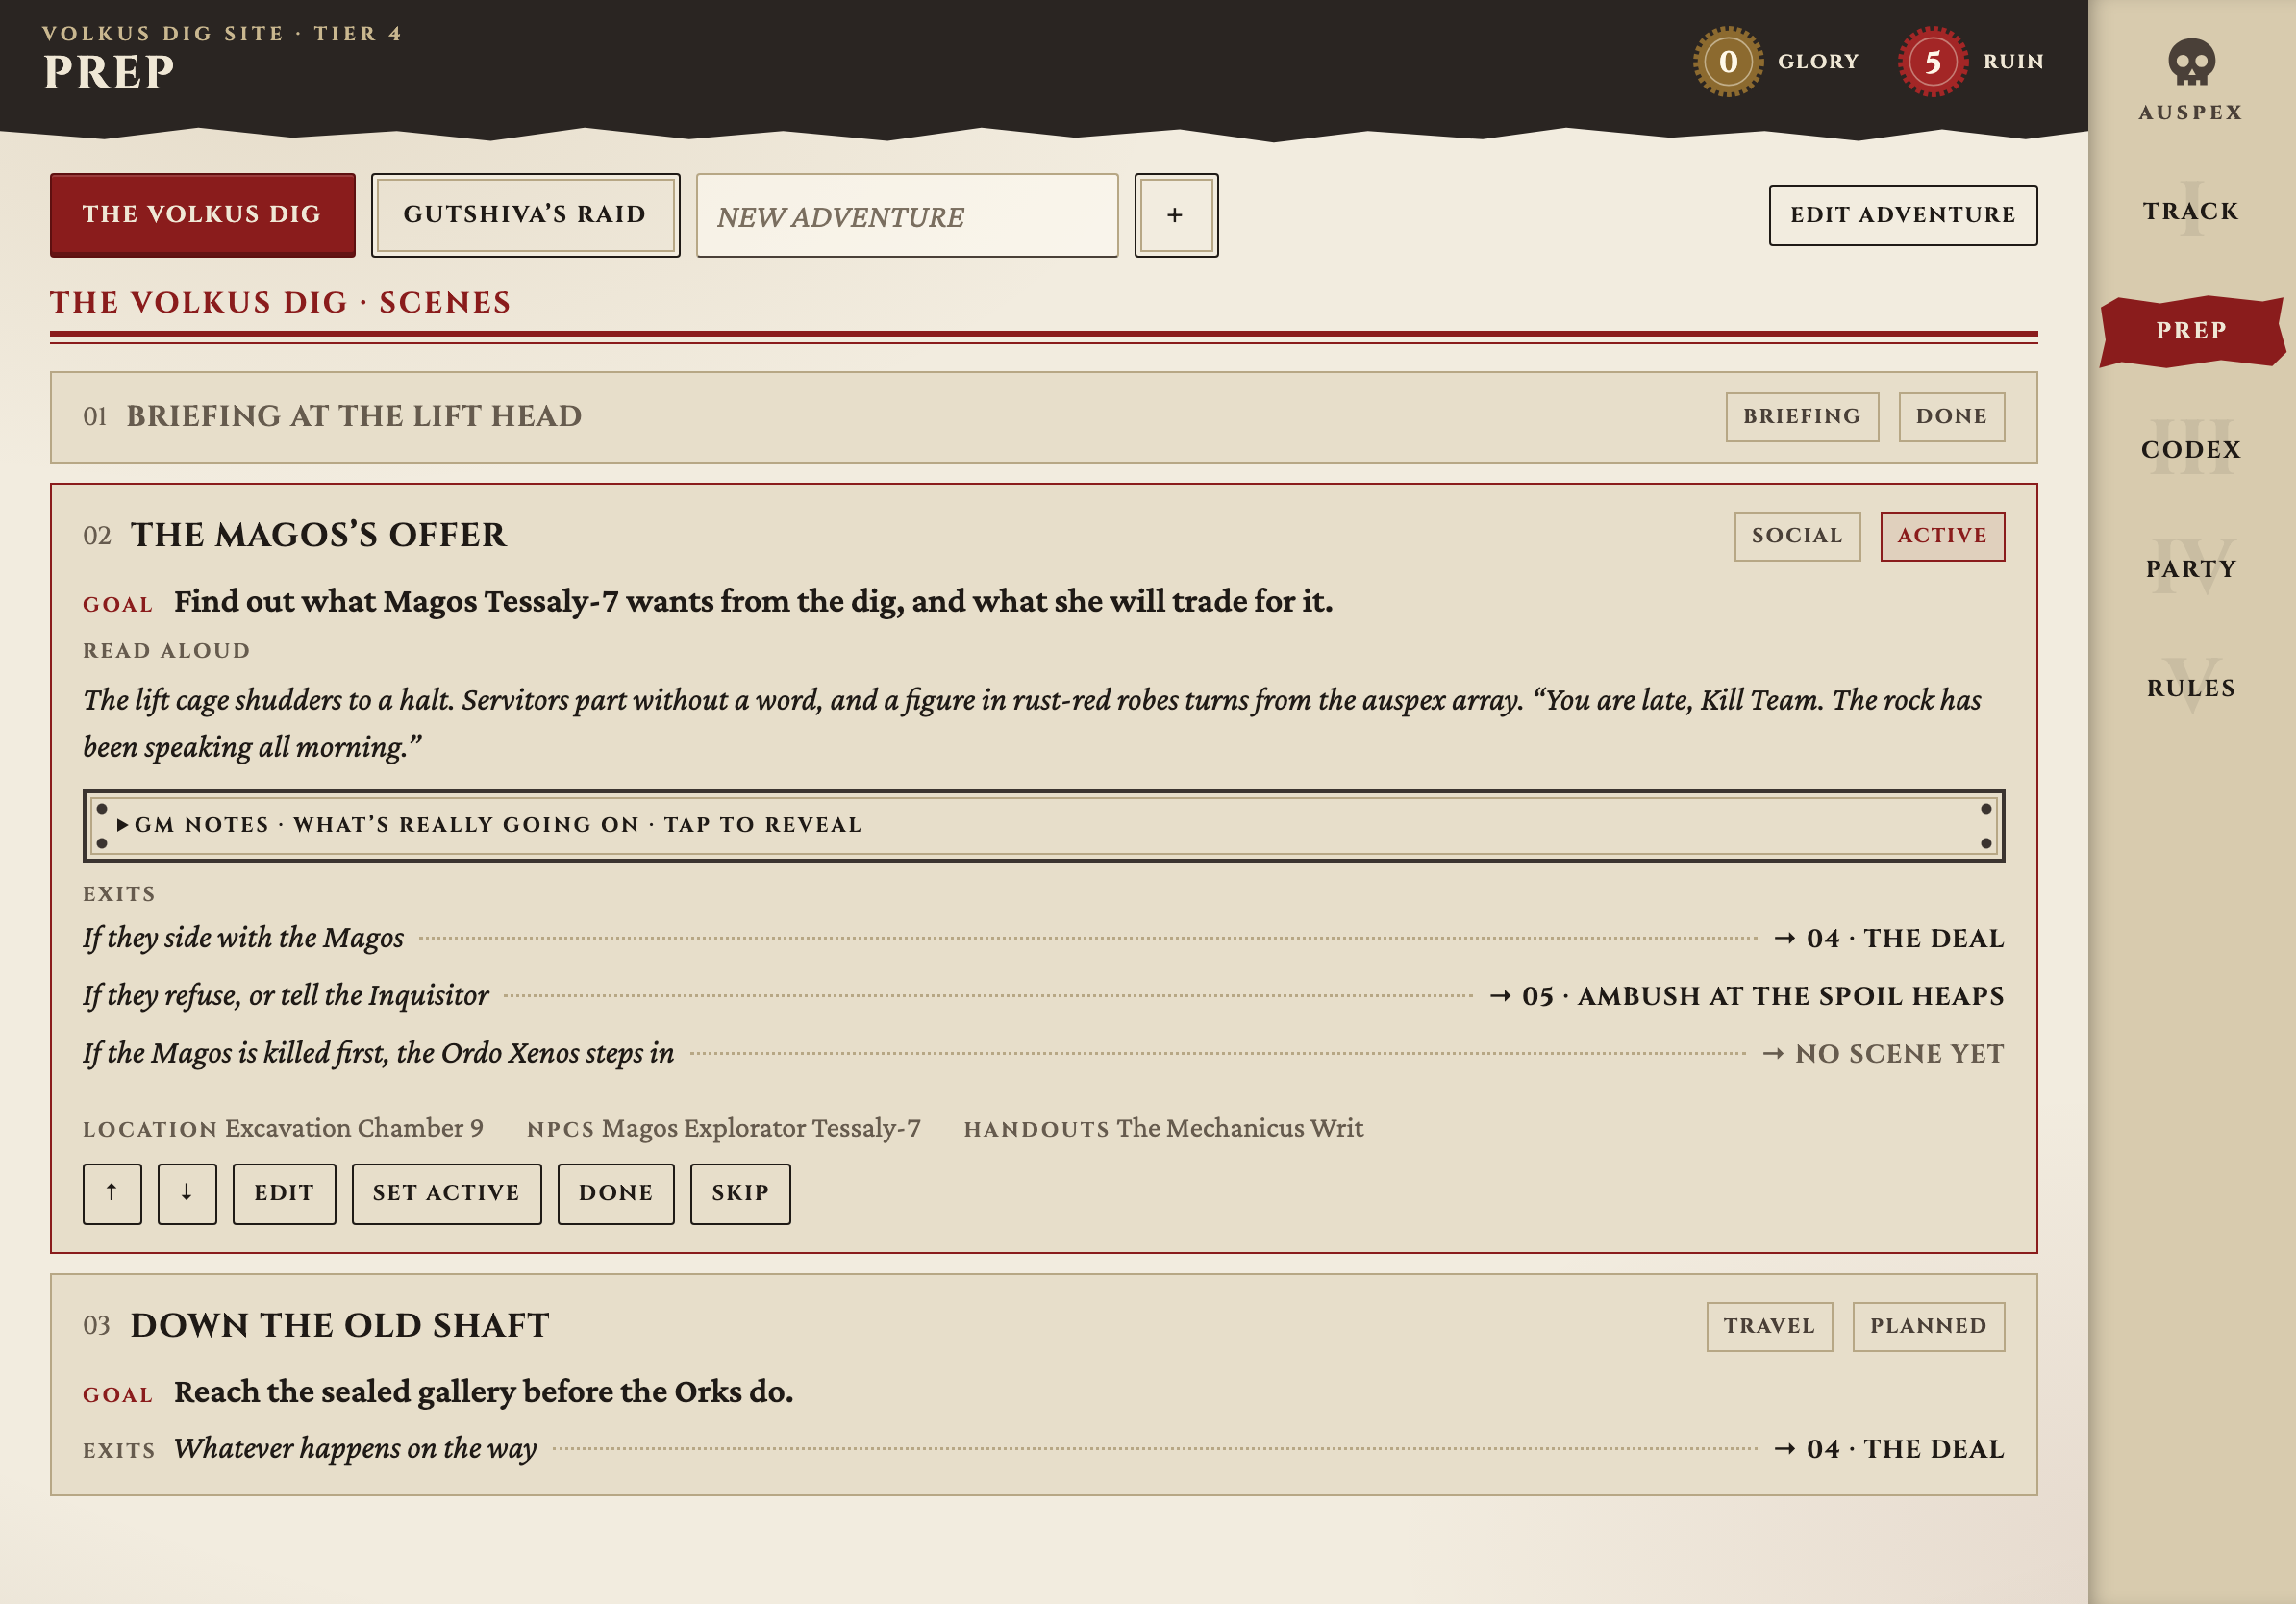 VOLKUS DIG SITE · TIER 4
PREP
0 GLORY
5 RUIN
THE VOLKUS DIG
GUTSHIVA’S RAID
NEW ADVENTURE
+
EDIT ADVENTURE
THE VOLKUS DIG · SCENES
01 BRIEFING AT THE LIFT HEAD
BRIEFING
DONE
02 THE MAGOS’S OFFER
SOCIAL
ACTIVE
GOAL Find out what Magos Tessaly-7 wants from the dig, and what she will trade for it.
READ ALOUD
The lift cage shudders to a halt. Servitors part without a word, and a figure in rust-red robes turns from the auspex array. “You are late, Kill Team. The rock has
been speaking all morning.”
▸GM NOTES · WHAT’S REALLY GOING ON · TAP TO REVEAL
EXITS
If they side with the Magos → 04 · THE DEAL
If they refuse, or tell the Inquisitor → 05 · AMBUSH AT THE SPOIL HEAPS
If the Magos is killed first, the Ordo Xenos steps in → NO SCENE YET
LOCATION Excavation Chamber 9 NPCS Magos Explorator Tessaly-7 HANDOUTS The Mechanicus Writ
↑
↓
EDIT
SET ACTIVE
DONE
SKIP
03 DOWN THE OLD SHAFT
TRAVEL
PLANNED
GOAL Reach the sealed gallery before the Orks do.
EXITS Whatever happens on the way → 04 · THE DEAL
AUSPEX
I
TRACK
PREP
III
CODEX
IV
PARTY
V
RULES